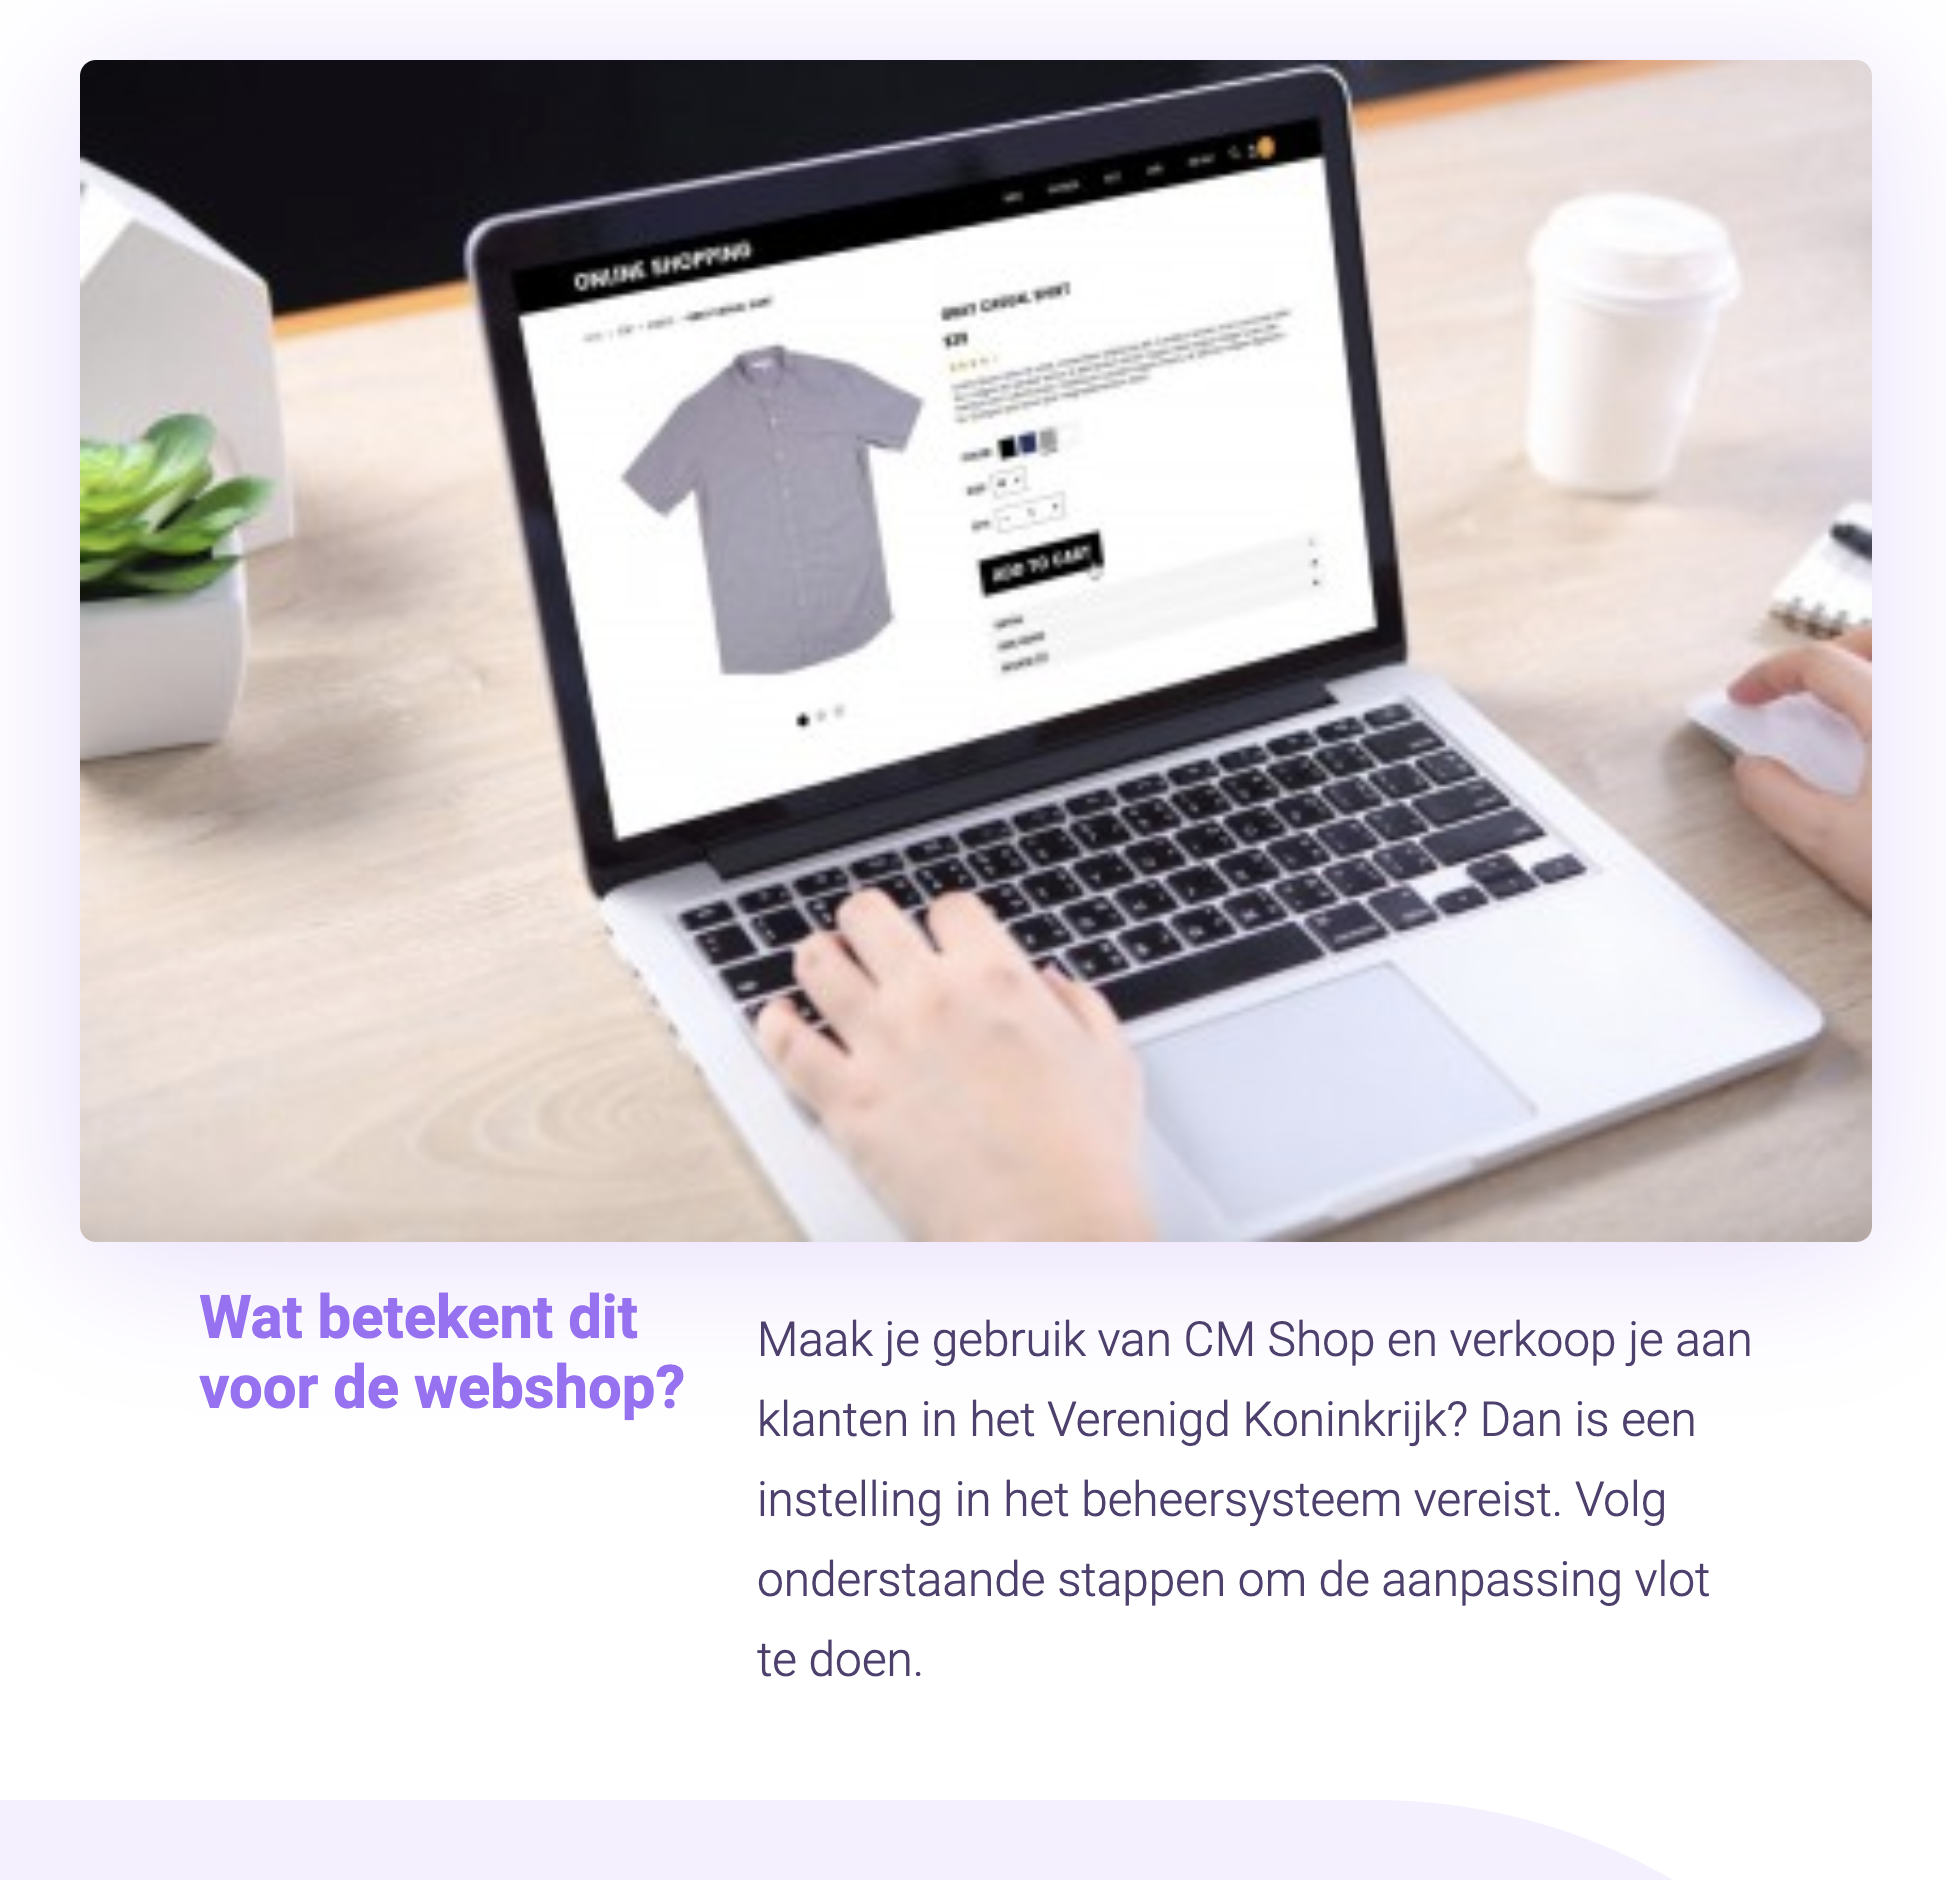 ONLINE SHOPPING
GRAY CASUAL SHIRT
$29
ADD TO CART
Wat betekent dit
voor de webshop?
Maak je gebruik van CM Shop en verkoop je aan
klanten in het Verenigd Koninkrijk? Dan is een
instelling in het beheersysteem vereist. Volg
onderstaande stappen om de aanpassing vlot
te doen.